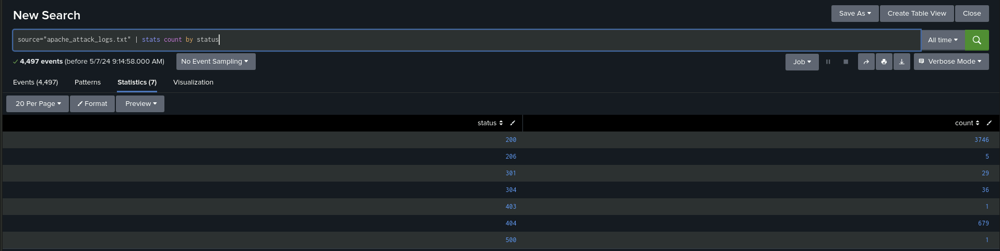 New Search
Save As Create Table View Close
source="apache_attack_logs.txt" | stats count by status
All time
4,497 events (before 5/7/24 9:14:58.000 AM) No Event Sampling
Job Verbose Mode
Events (4,497) Patterns Statistics (7) Visualization
20 Per Page Format Preview
status count
200 3746
206 5
301 29
304 36
403 1
404 679
500 1